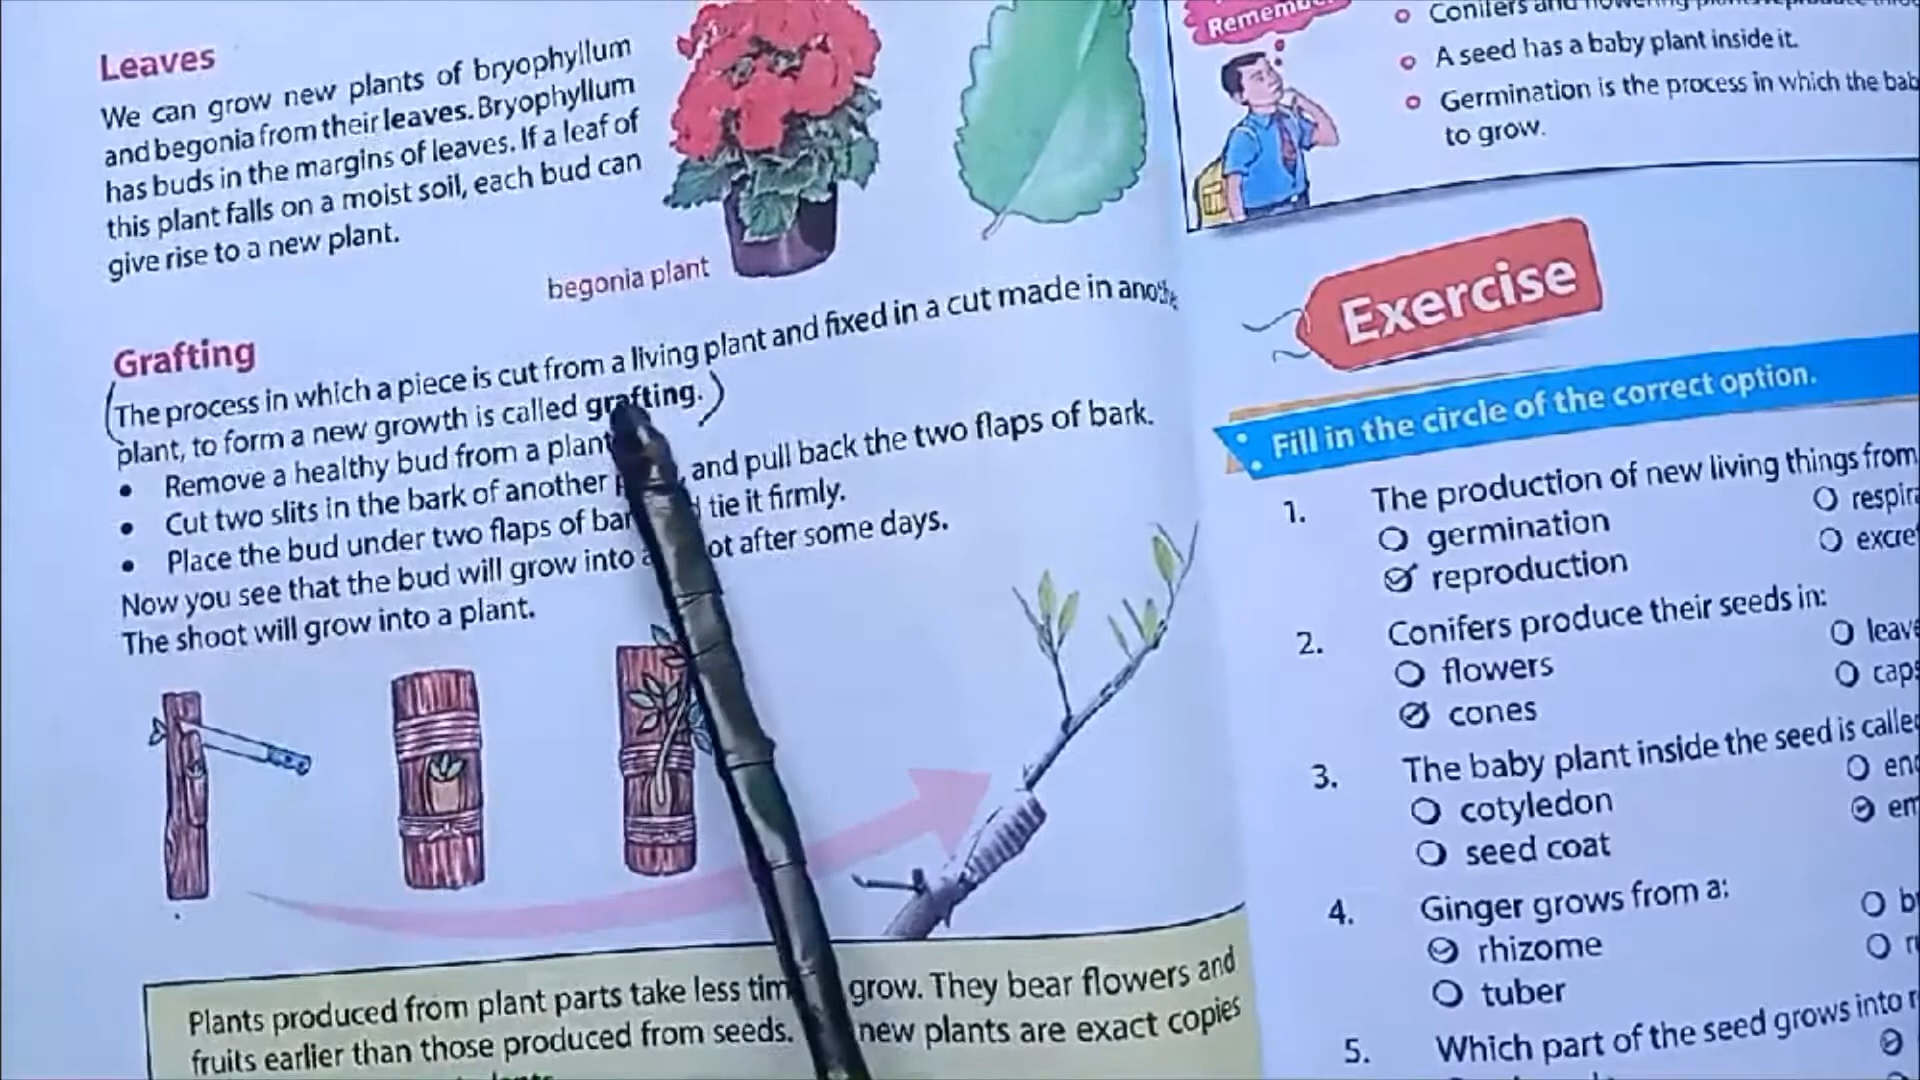 Leaves
We can grow new plants of bryophyllum
and begonia from their leaves. Bryophyllum
has buds in the margins of leaves. If a leaf of
this plant falls on a moist soil, each bud can
give rise to a new plant.
begonia plant
Grafting
The process in which a piece is cut from a living plant and fixed in a cut made in
plant, to form a new growth is called grafting.
Remove a healthy bud from a plant
Cut two slits in the bark of another and pull back the two flaps of bark.
Place the bud under two flaps of tie it firmly.
Now you see that the bud will grow into after some days.
The shoot will grow into a plant.
Plants produced from plant parts take less grow. They bear flowers and
fruits earlier than those produced from seeds. new plants are exact copies
Remember
Conifers and flowering
A seed has a baby plant inside it.
Germination is the process in which the
to grow.
Exercise
Fill in the circle of the correct option.
1. The production of new living things from
germination
reproduction
2. Conifers produce their seeds in:
flowers
cones
3. The baby plant inside the seed is
cotyledon
seed coat
4. Ginger grows from a:
rhizome
tuber
5. Which part of the seed grows into